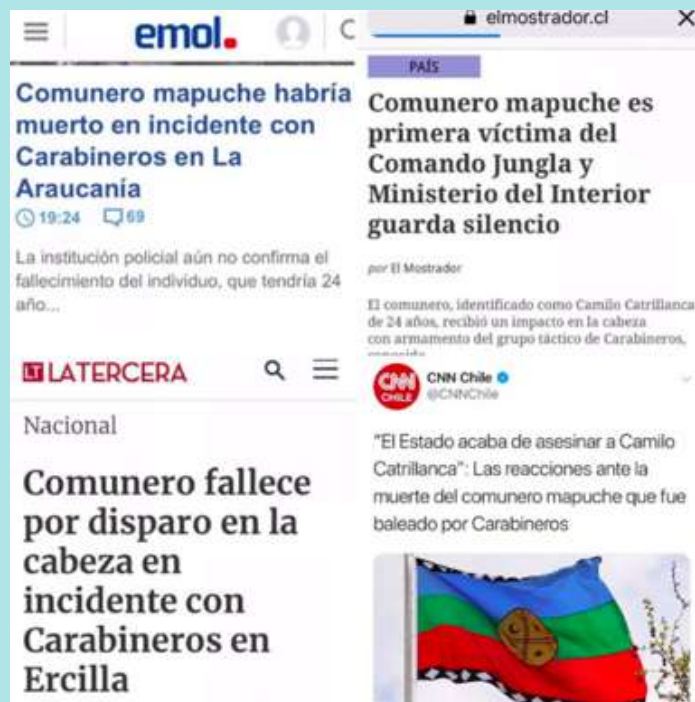 emol.
Comunero mapuche habría
muerto en incidente con
Carabineros en La
Araucanía
19:24 69
La institución policial aún no confirma el
fallecimiento del individuo, que tendría 24
año...
elmostrador.cl
PAÍS
Comunero mapuche es
primera víctima del
Comando Jungla y
Ministerio del Interior
guarda silencio
por El Mostrador
El comunero, identificado como Camilo Catrillanca
de 24 años, recibió un impacto en la cabeza
con armamento del grupo táctico de Carabineros,
LT LATERCERA
Nacional
Comunero fallece
por disparo en la
cabeza en
incidente con
Carabineros en
Ercilla
CNN CHILE
CNN Chile
@CNNChile
"El Estado acaba de asesinar a Camilo
Catrillanca": Las reacciones ante la
muerte del comunero mapuche que fue
baleado por Carabineros